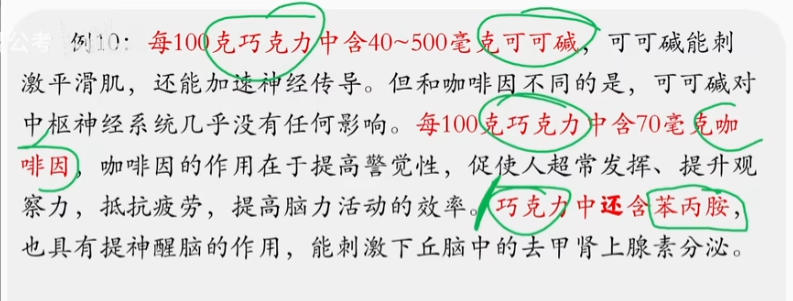 公考
例10：每100克巧克力中含40~500毫克可可碱，可可碱能刺
激平滑肌，还能加速神经传导。但和咖啡因不同的是，可可碱对
中枢神经系统几乎没有任何影响。每100克巧克力中含70毫克咖
啡因，咖啡因的作用在于提高警觉性，促使人超常发挥、提升观
察力，抵抗疲劳，提高脑力活动的效率。巧克力中还含苯丙胺，
也具有提神醒脑的作用，能刺激下丘脑中的去甲肾上腺素分泌。